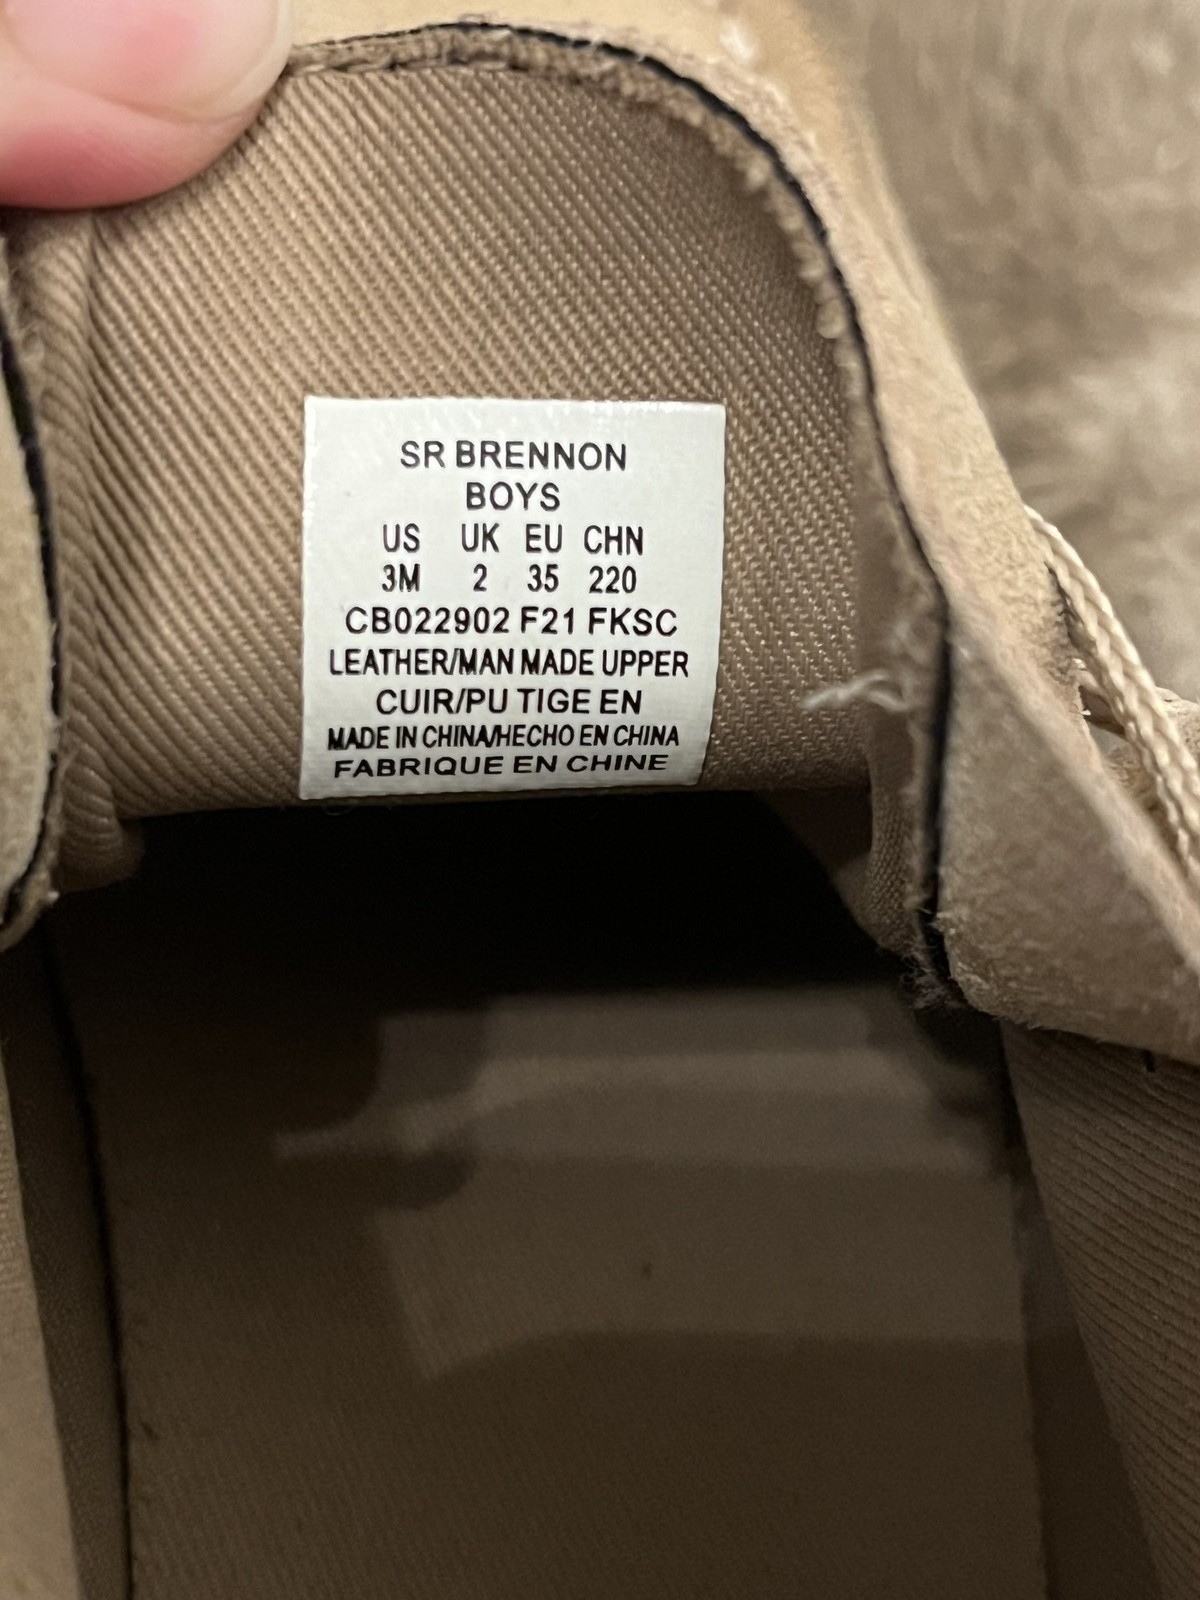 SR BRENNON
BOYS
US UK EU CHN
3M 2 35 220
CB022902 F21 FKSC
LEATHER/MAN MADE UPPER
CUIR/PU TIGE EN
MADE IN CHINA/HECHO EN CHINA
FABRIQUE EN CHINE